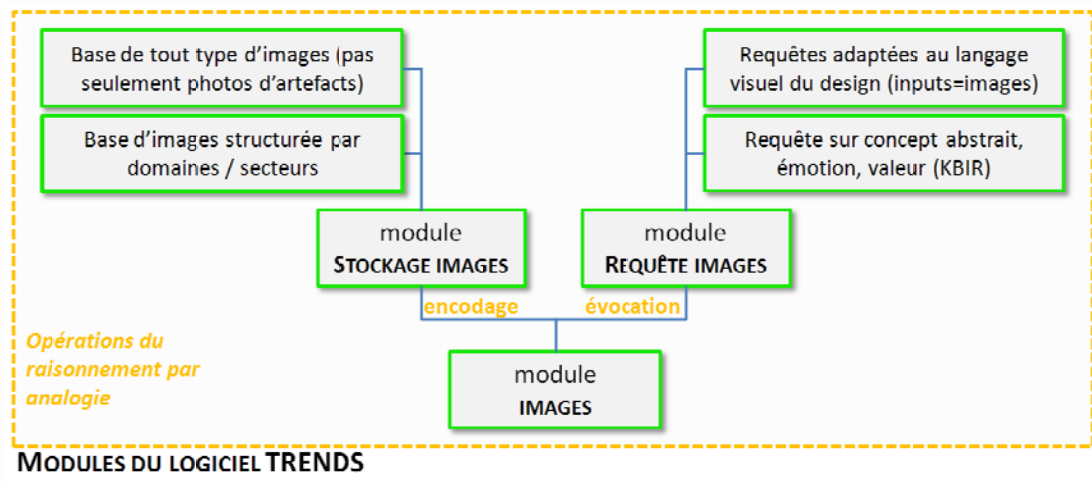 Base de tout type d'images (pas
seulement photos d'artefacts)
Requêtes adaptées au langage
visuel du design (inputs=images)
Base d'images structurée par
domaines / secteurs
Requête sur concept abstrait,
émotion, valeur (KBIR)
module
STOCKAGE IMAGES
module
REQUÊTE IMAGES
encodage
évocation
Opérations du
raisonnement par
analogie
module
IMAGES
MODULES DU LOGICIEL TRENDS